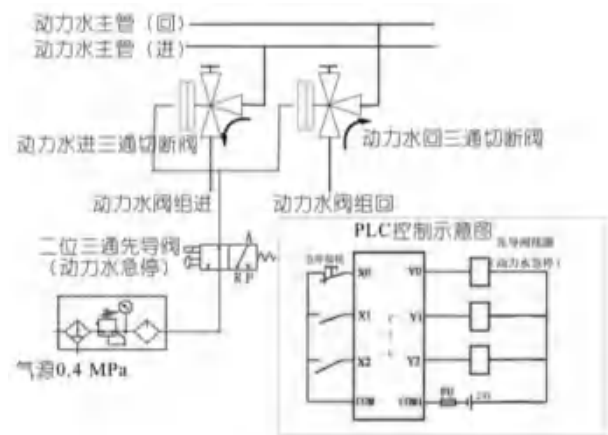 动力水主管（回）
动力水主管（进）
动力水进三通切断阀
动力水回三通切断阀
动力水阀组进
动力水阀组回
二位三通先导阀
（动力水急停）
R P
气源0.4 MPa
PLC控制示意图
先导阀线圈
（动力水急停）
急停按钮
X0
Y0
X1
Y1
X2
Y2
COM
COM1